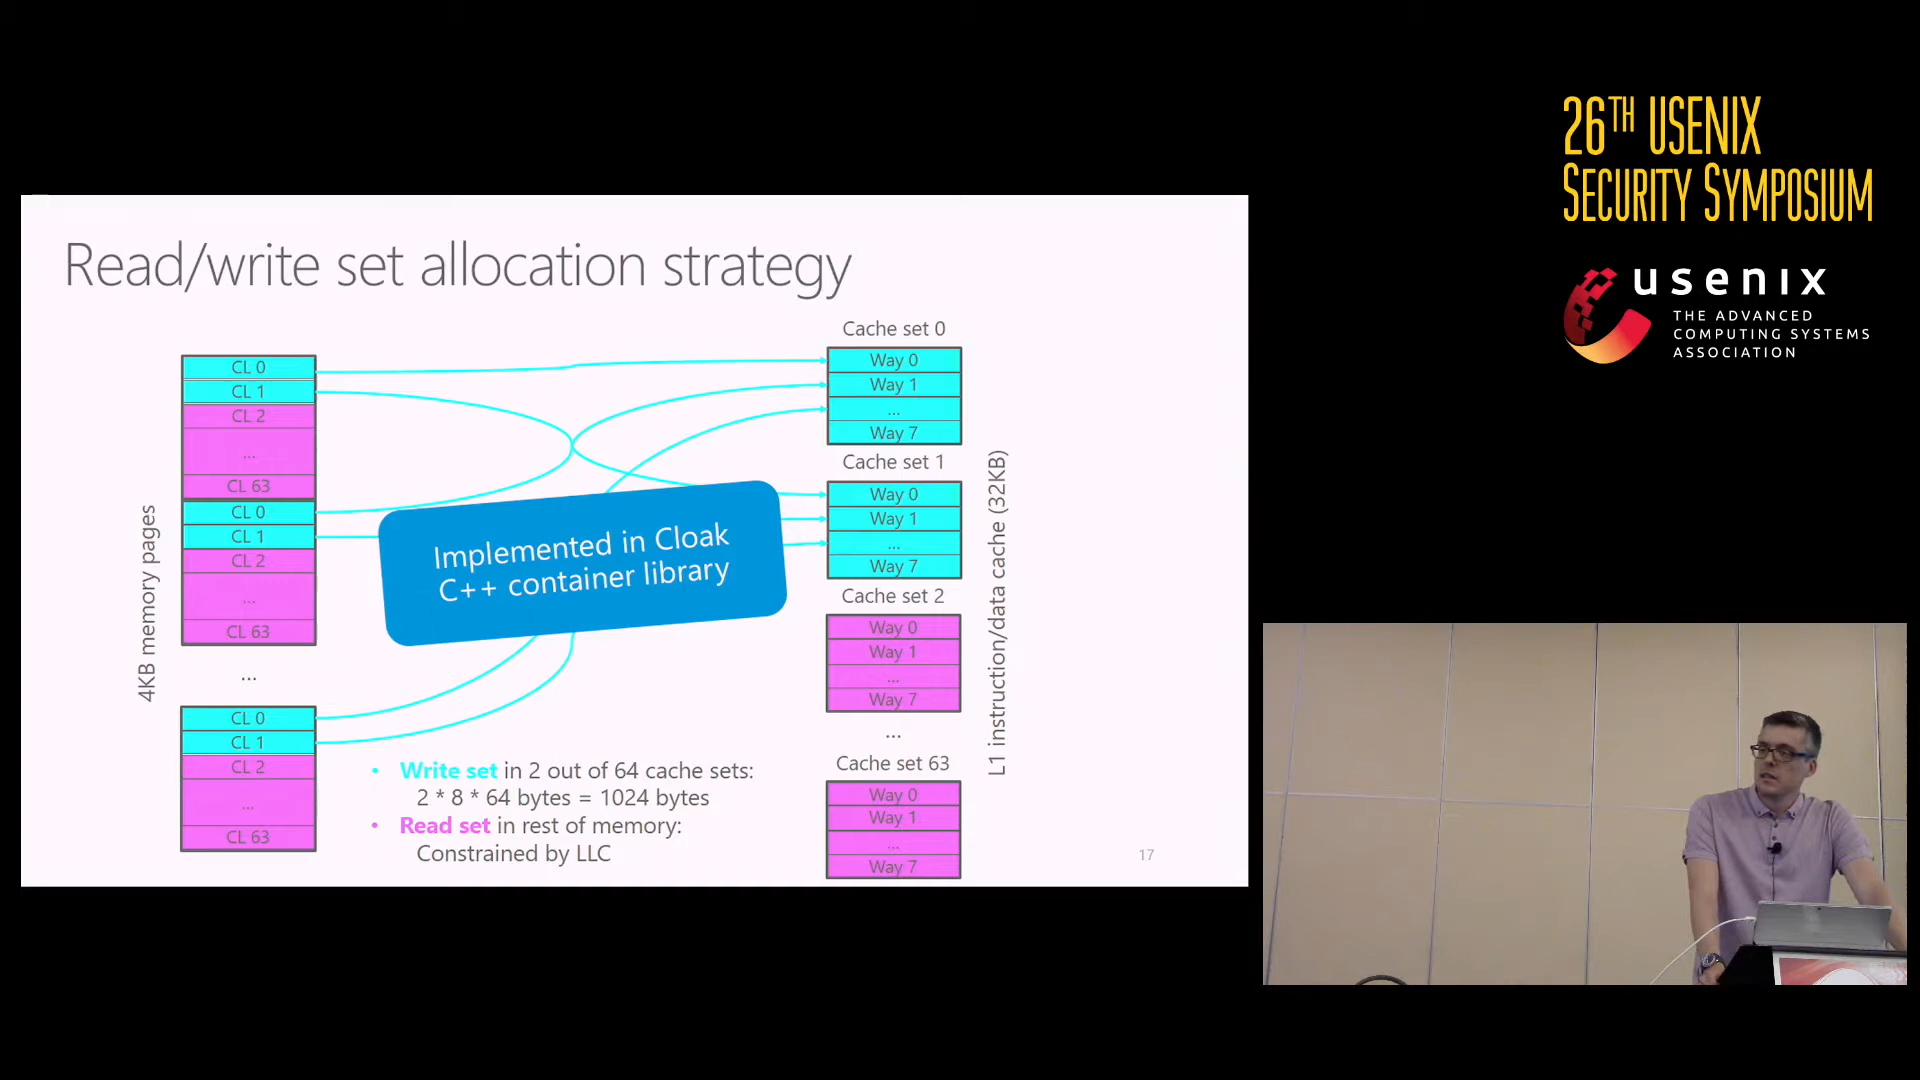 26TH USENIX
SECURITY SYMPOSIUM
usenix
THE ADVANCED
COMPUTING SYSTEMS
ASSOCIATION
Read/write set allocation strategy
4KB memory pages
CL 0
CL 1
CL 2
...
CL 63
CL 0
CL 1
CL 2
...
CL 63
...
CL 0
CL 1
CL 2
...
CL 63
Implemented in Cloak
C++ container library
• Write set in 2 out of 64 cache sets:
2 * 8 * 64 bytes = 1024 bytes
• Read set in rest of memory:
Constrained by LLC
Cache set 0
Way 0
Way 1
...
Way 7
Cache set 1
Way 0
Way 1
...
Way 7
Cache set 2
Way 0
Way 1
...
Way 7
...
Cache set 63
Way 0
Way 1
...
Way 7
L1 instruction/data cache (32KB)
17